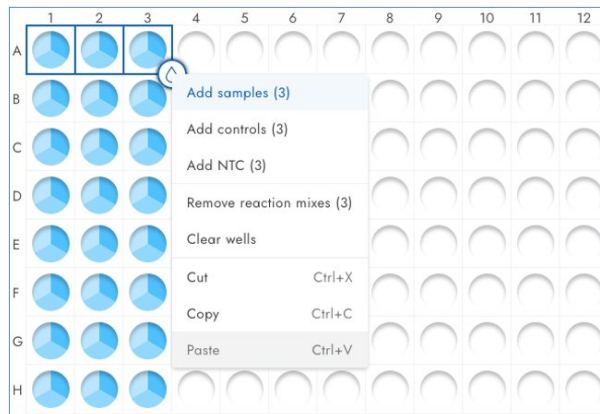 1 2 3 4 5 6 7 8 9 10 11 12
A
B
Add samples (3)
Add controls (3)
C
Add NTC (3)
D
Remove reaction mixes (3)
E
Clear wells
F
Cut Ctrl+X
Copy Ctrl+C
G
Paste Ctrl+V
H